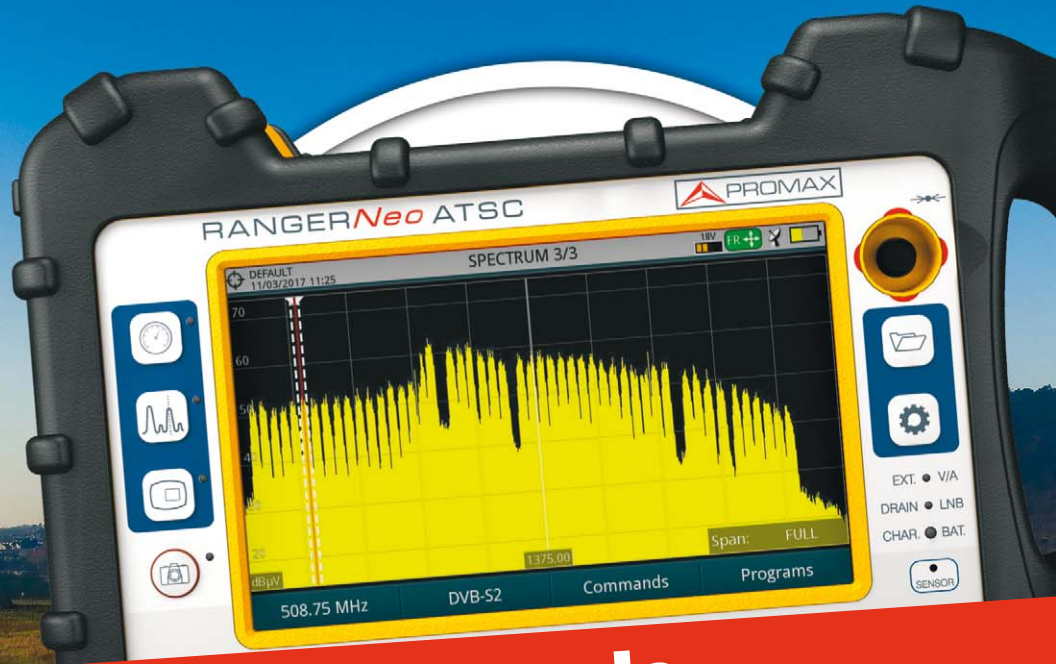 PROMAX
RANGERNeo ATSC
DEFAULT
11/03/2017 11:25
SPECTRUM 3/3
18V
FR
70
60
50
20
dBµV
1375.00
Span: FULL
508.75 MHz
DVB-S2
Commands
Programs
EXT. V/A
DRAIN LNB
CHAR. BAT.
SENSOR